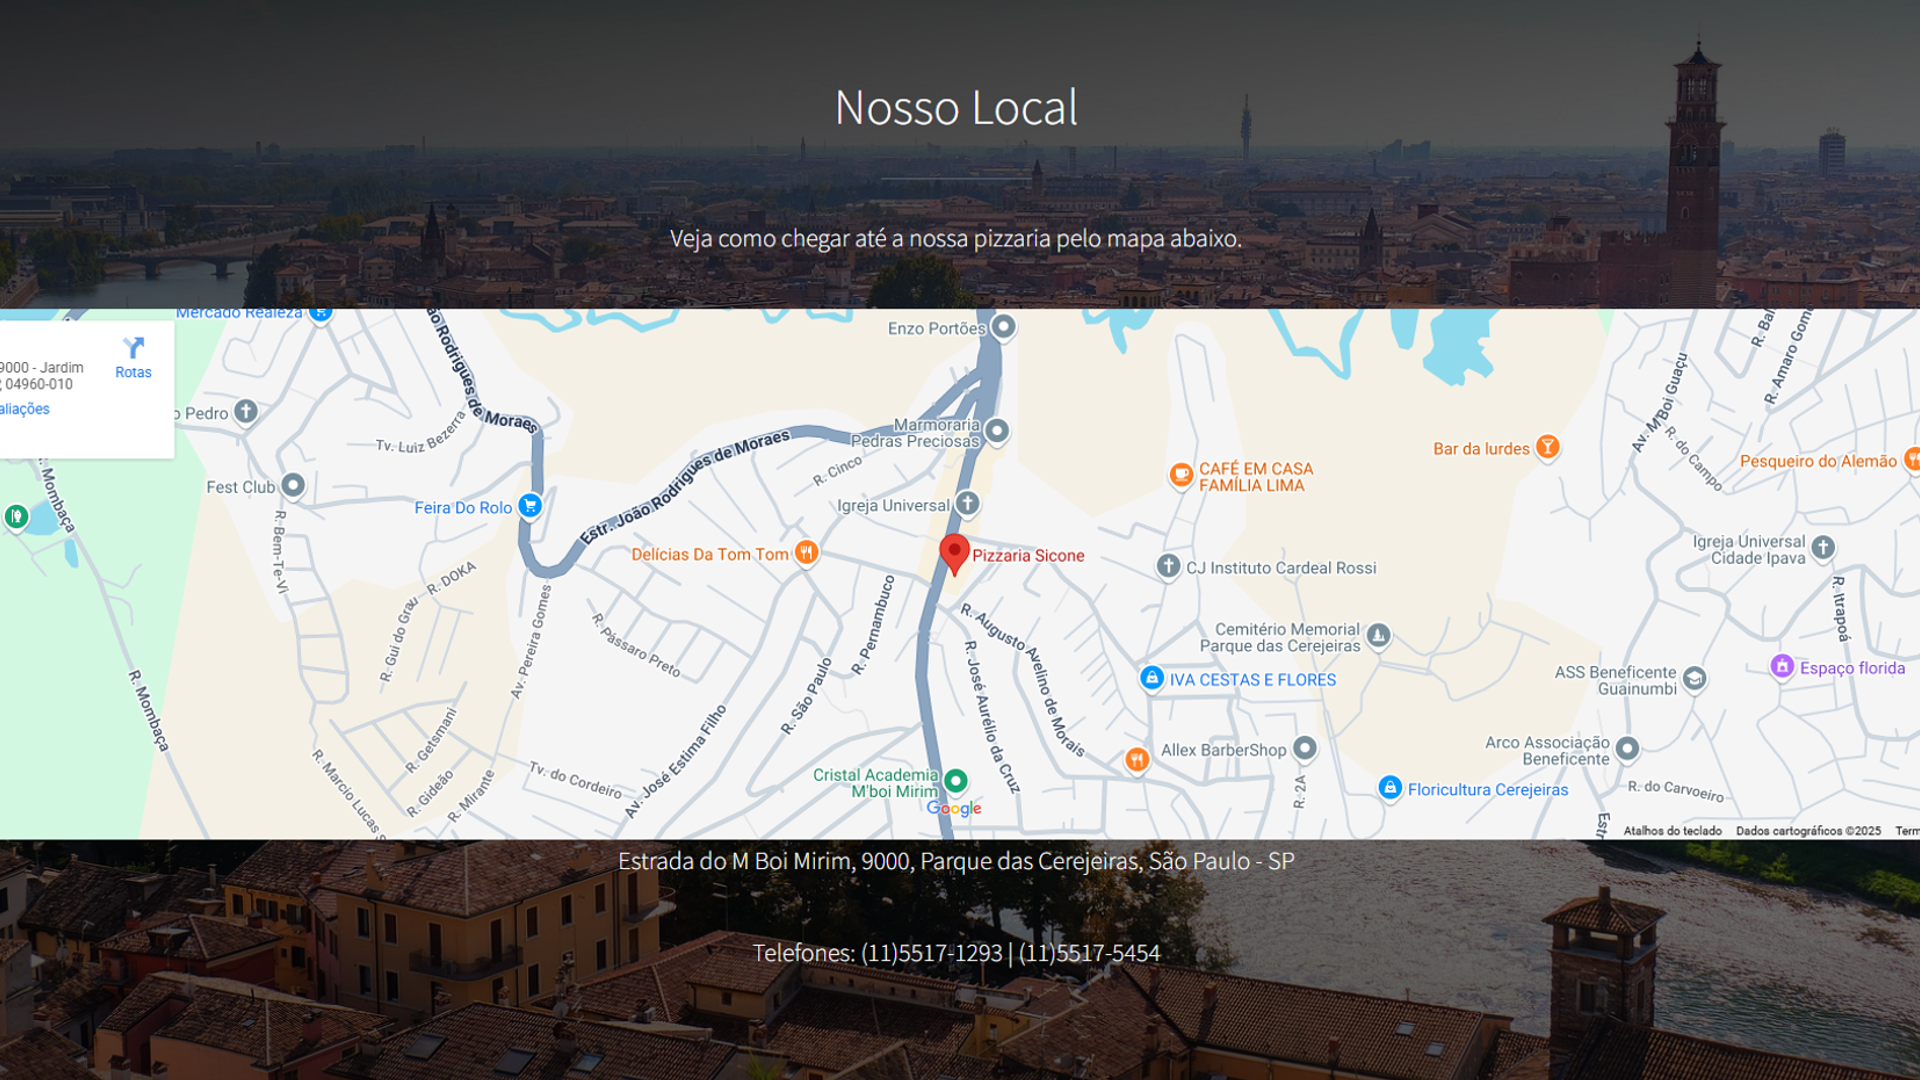 Nosso Local
Veja como chegar até a nossa pizzaria pelo mapa abaixo.
Mercado Realeza
Enzo Portões
9000 - Jardim
04960-010
Rotas
Pedro
Tv. Luiz Bezerra
Rodrigues de Moraes
Marmoraria
Pedras Preciosas
R. Cinco
Estr. João Rodrigues de Moraes
Fest Club
Feira Do Rolo
Igreja Universal
Delícias Da Tom Tom
Pizzaria Sicone
CAFÉ EM CASA
FAMÍLIA LIMA
Bar da lurdes
Av. M'Boi Guaçu
R. Amaro Gome
R. Bal
R. do Campo
Pesqueiro do Alemão
Igreja Universal
Cidade Ipava
R. Itrapoá
CJ Instituto Cardeal Rossi
Cemitério Memorial
Parque das Cerejeiras
IVA CESTAS E FLORES
ASS Beneficente
Guainumbi
Espaço florida
Mombaça
R. Mombaça
R. Bem-Te-Vi
R. DOKA
R. Gui do Grau
Av. Pereira Gomes
R. Pássaro Preto
R. Pernambuco
R. São Paulo
R. Augusto Avelino de Morais
R. José Aurélio da Cruz
Av. José Estima Filho
R. Getsmani
R. Gideão
R. Mirante
R. Marcio Lucas S
Tv. do Cordeiro
Cristal Academia
M'boi Mirim
Google
Allex BarberShop
R. 2A
Arco Associação
Beneficente
Floricultura Cerejeiras
R. do Carvoeiro
Estr
Atalhos do teclado Dados cartográficos ©2025 Term
Estrada do M Boi Mirim, 9000, Parque das Cerejeiras, São Paulo - SP
Telefones: (11)5517-1293 | (11)5517-5454